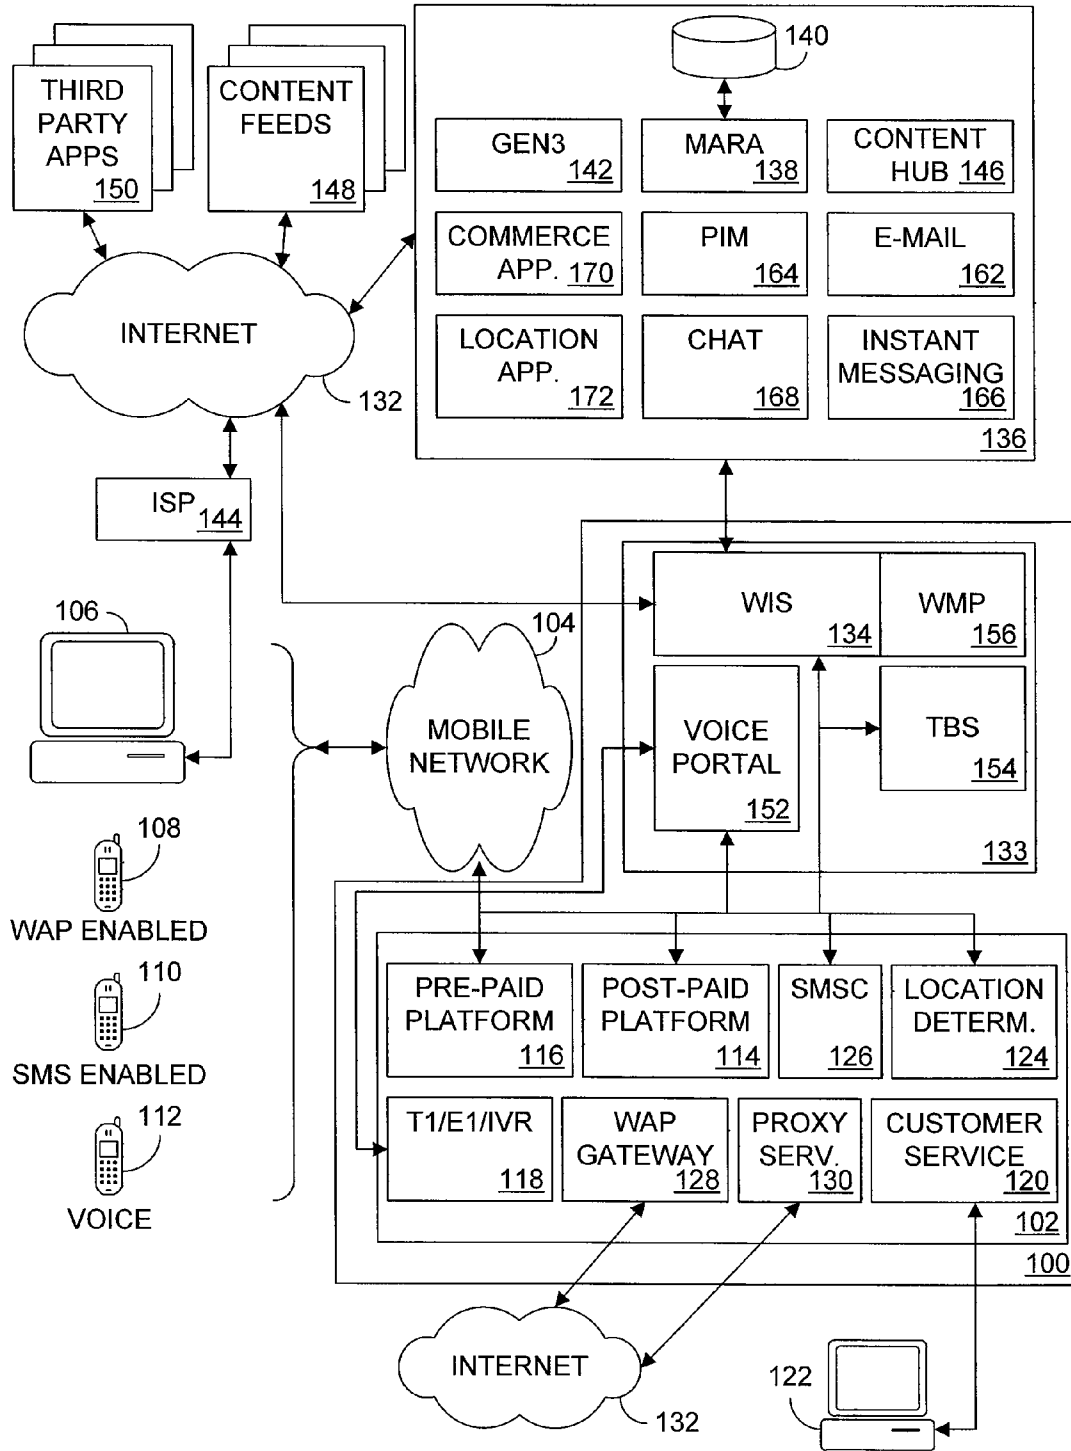 THIRD
PARTY
APPS
150
CONTENT
FEEDS
148
140
GEN3
142
MARA
138
CONTENT
HUB 146
COMMERCE
APP. 170
PIM
164
E-MAIL
162
LOCATION
APP.
172
CHAT
168
INSTANT
MESSAGING
166
136
INTERNET
132
ISP
144
106
104
MOBILE
NETWORK
WIS
134
WMP
156
VOICE
PORTAL
152
TBS
154
133
108
WAP ENABLED
110
SMS ENABLED
112
VOICE
PRE-PAID
PLATFORM
116
POST-PAID
PLATFORM
114
SMSC
126
LOCATION
DETERM.
124
T1/E1/IVR
118
WAP
GATEWAY
128
PROXY
SERV.
130
CUSTOMER
SERVICE
120
102
100
INTERNET
132
122